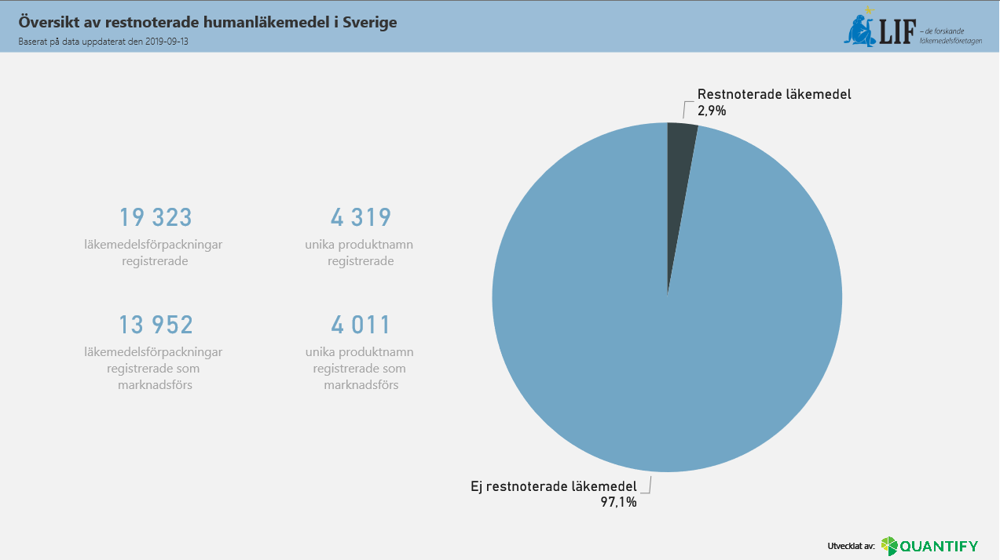 Översikt av restnoterade humanläkemedel i Sverige
Baserat på data uppdaterat den 2019-09-13
LIF
– de forskande
läkemedelsföretagen
19 323
läkemedelsförpackningar
registrerade
4 319
unika produktnamn
registrerade
13 952
läkemedelsförpackningar
registrerade som
marknadsförs
4 011
unika produktnamn
registrerade som
marknadsförs
Restnoterade läkemedel
2,9%
Ej restnoterade läkemedel
97,1%
Utvecklat av: QUANTIFY